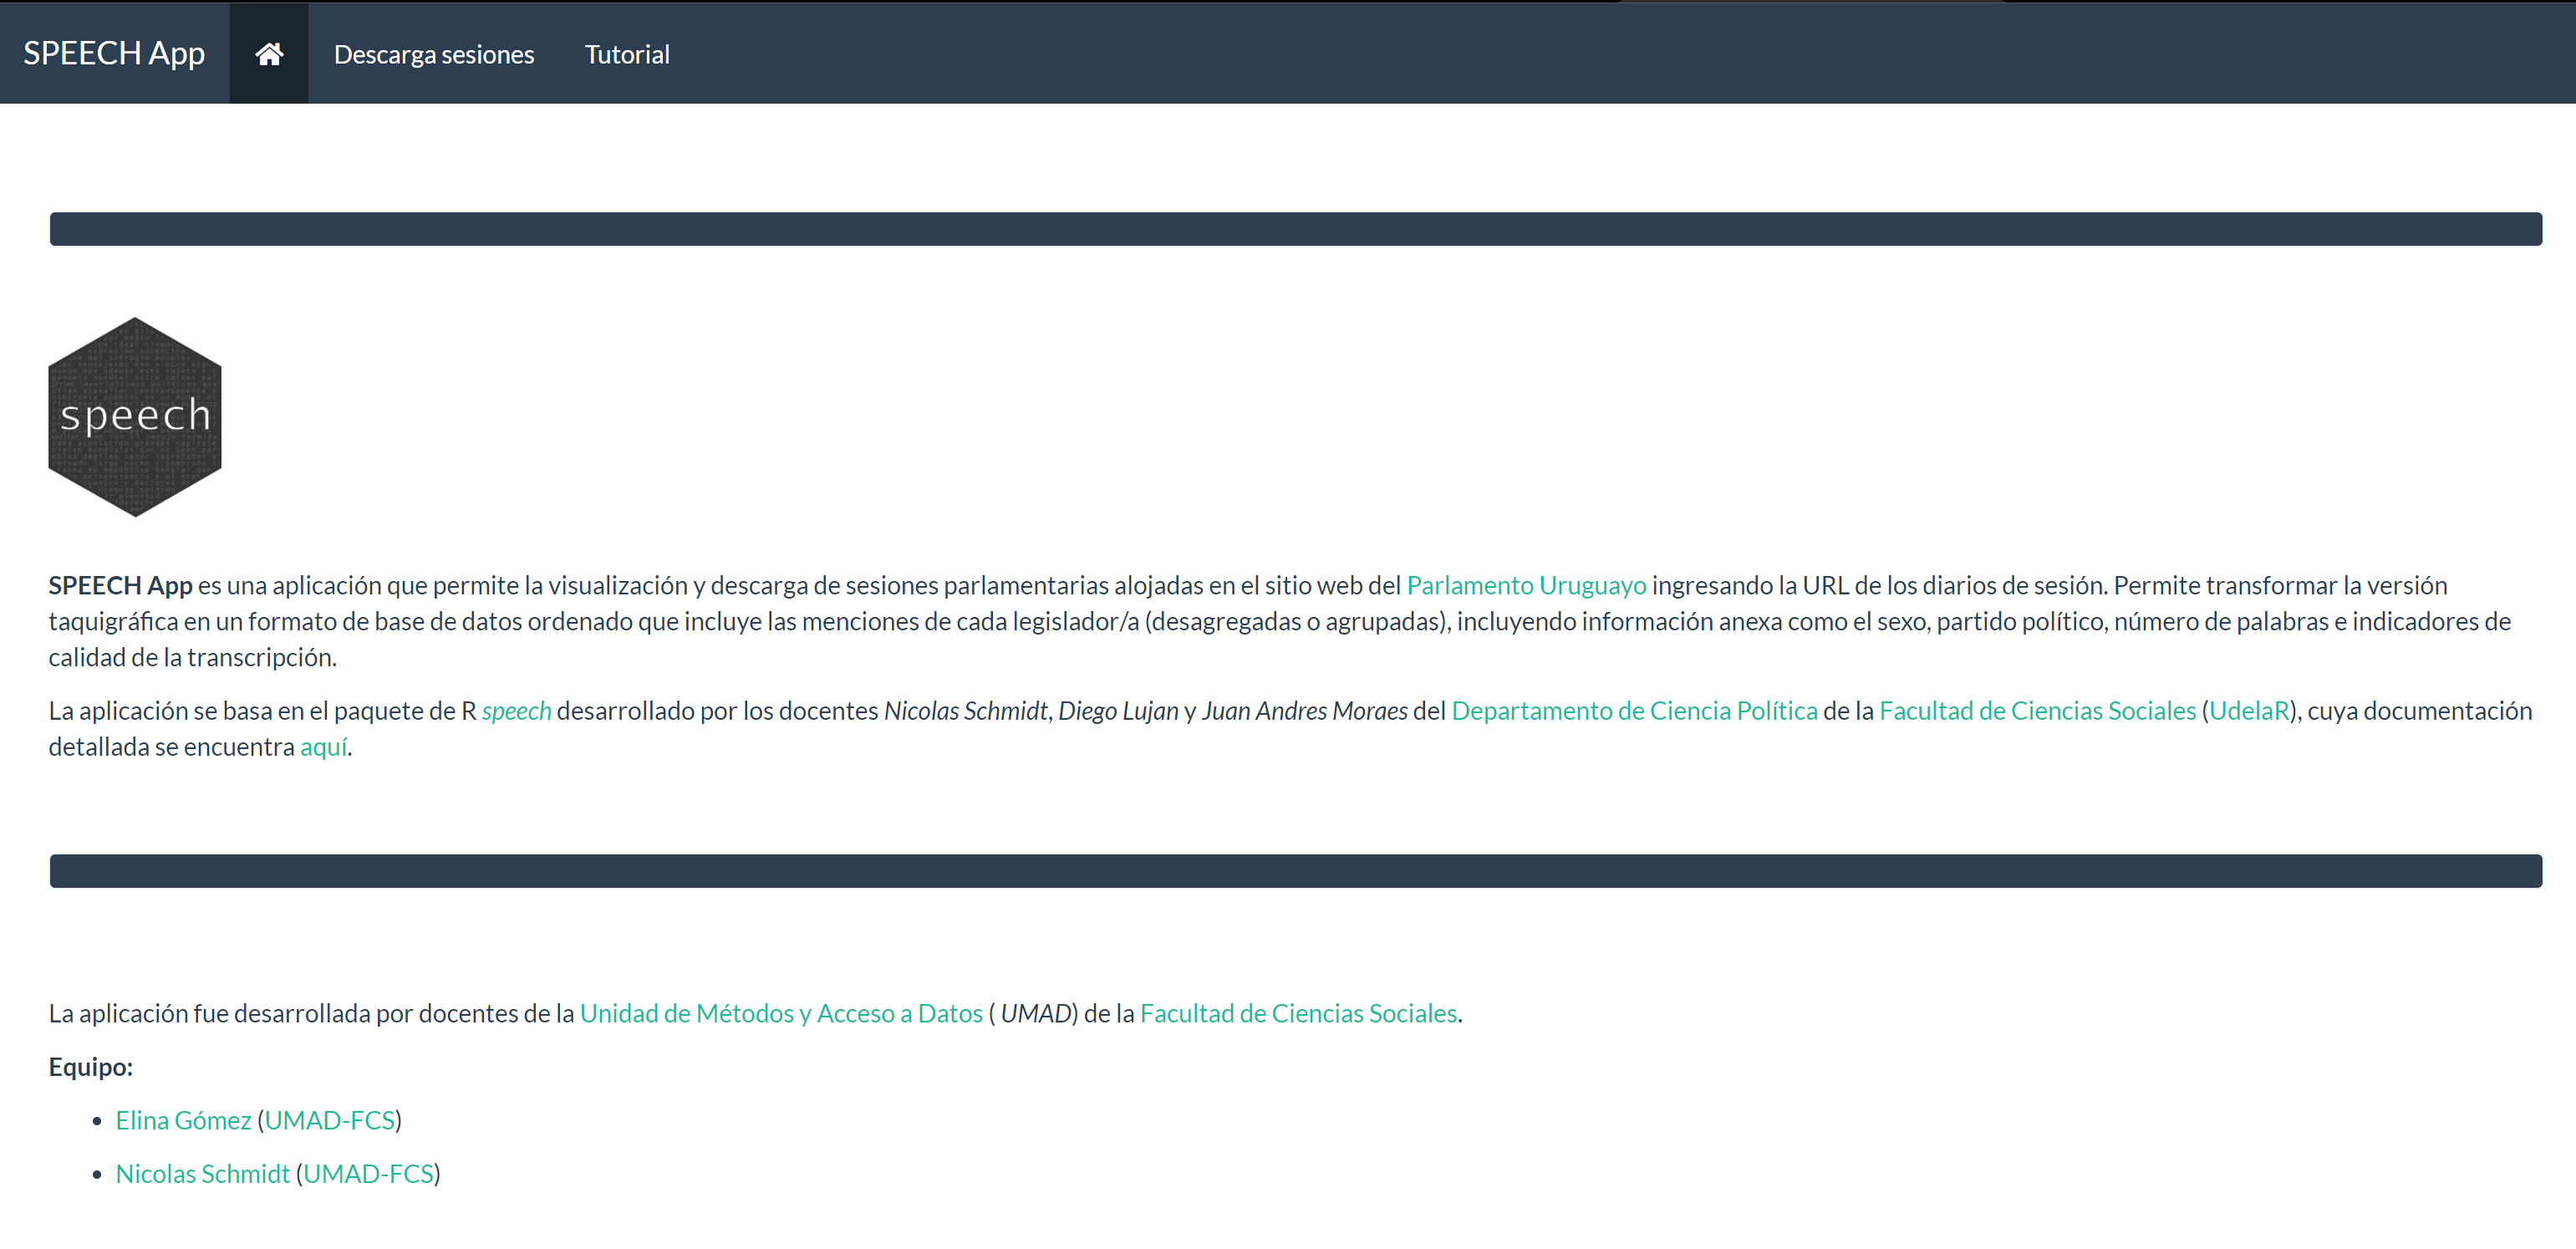 SPEECH App Descarga sesiones Tutorial
speech
SPEECH App es una aplicación que permite la visualización y descarga de sesiones parlamentarias alojadas en el sitio web del Parlamento Uruguayo ingresando la URL de los diarios de sesión. Permite transformar la versión
taquigráfica en un formato de base de datos ordenado que incluye las menciones de cada legislador/a (desagregadas o agrupadas), incluyendo información anexa como el sexo, partido político, número de palabras e indicadores de
calidad de la transcripción.
La aplicación se basa en el paquete de R speech desarrollado por los docentes Nicolas Schmidt, Diego Lujan y Juan Andres Moraes del Departamento de Ciencia Política de la Facultad de Ciencias Sociales (UdelaR), cuya documentación
detallada se encuentra aquí.
La aplicación fue desarrollada por docentes de la Unidad de Métodos y Acceso a Datos ( UMAD) de la Facultad de Ciencias Sociales.
Equipo:
• Elina Gómez (UMAD-FCS)
• Nicolas Schmidt (UMAD-FCS)